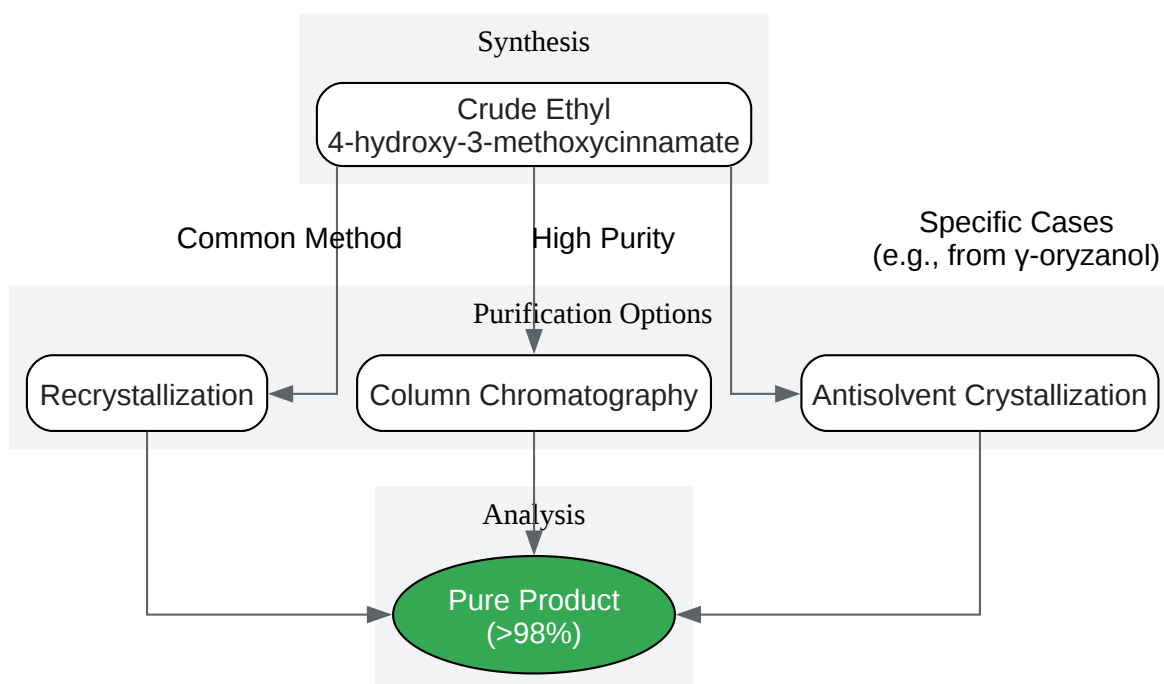 Synthesis
Crude Ethyl
4-hydroxy-3-methoxycinnamate
Common Method
High Purity
Specific Cases
(e.g., from γ-oryzanol)
Purification Options
Recrystallization
Column Chromatography
Antisolvent Crystallization
Analysis
Pure Product
(>98%)